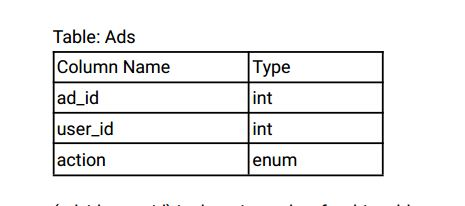 Table: Ads
Column Name Type
ad_id int
user_id int
action enum